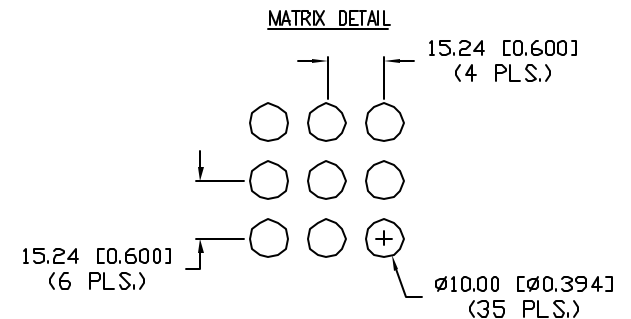 MATRIX DETAIL
15.24 [0.600]
(4 PLS.)
15.24 [0.600]
(6 PLS.)
Ø10.00 [Ø0.394]
(35 PLS.)